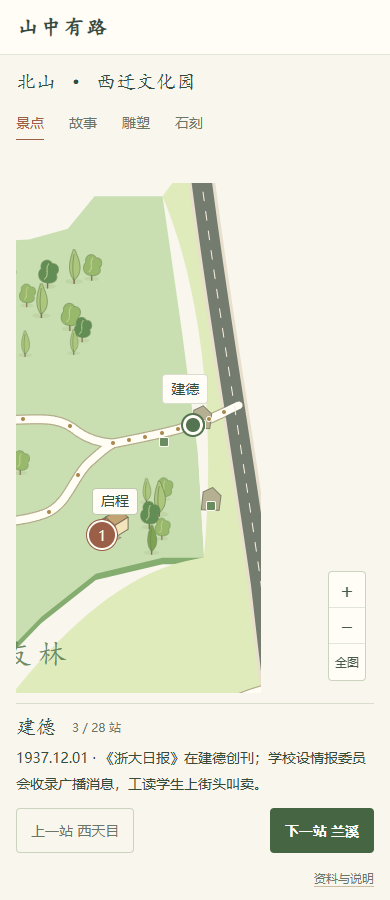 山中有路
北山 • 西迁文化园
景点 故事 雕塑 石刻
建德
启程
1
友林
+
−
全图
建德 3 / 28 站
1937.12.01 ·《浙大日报》在建德创刊；学校设情报委员
会收录广播消息，工读学生上街头叫卖。
上一站 西天目
下一站 兰溪
资料与说明